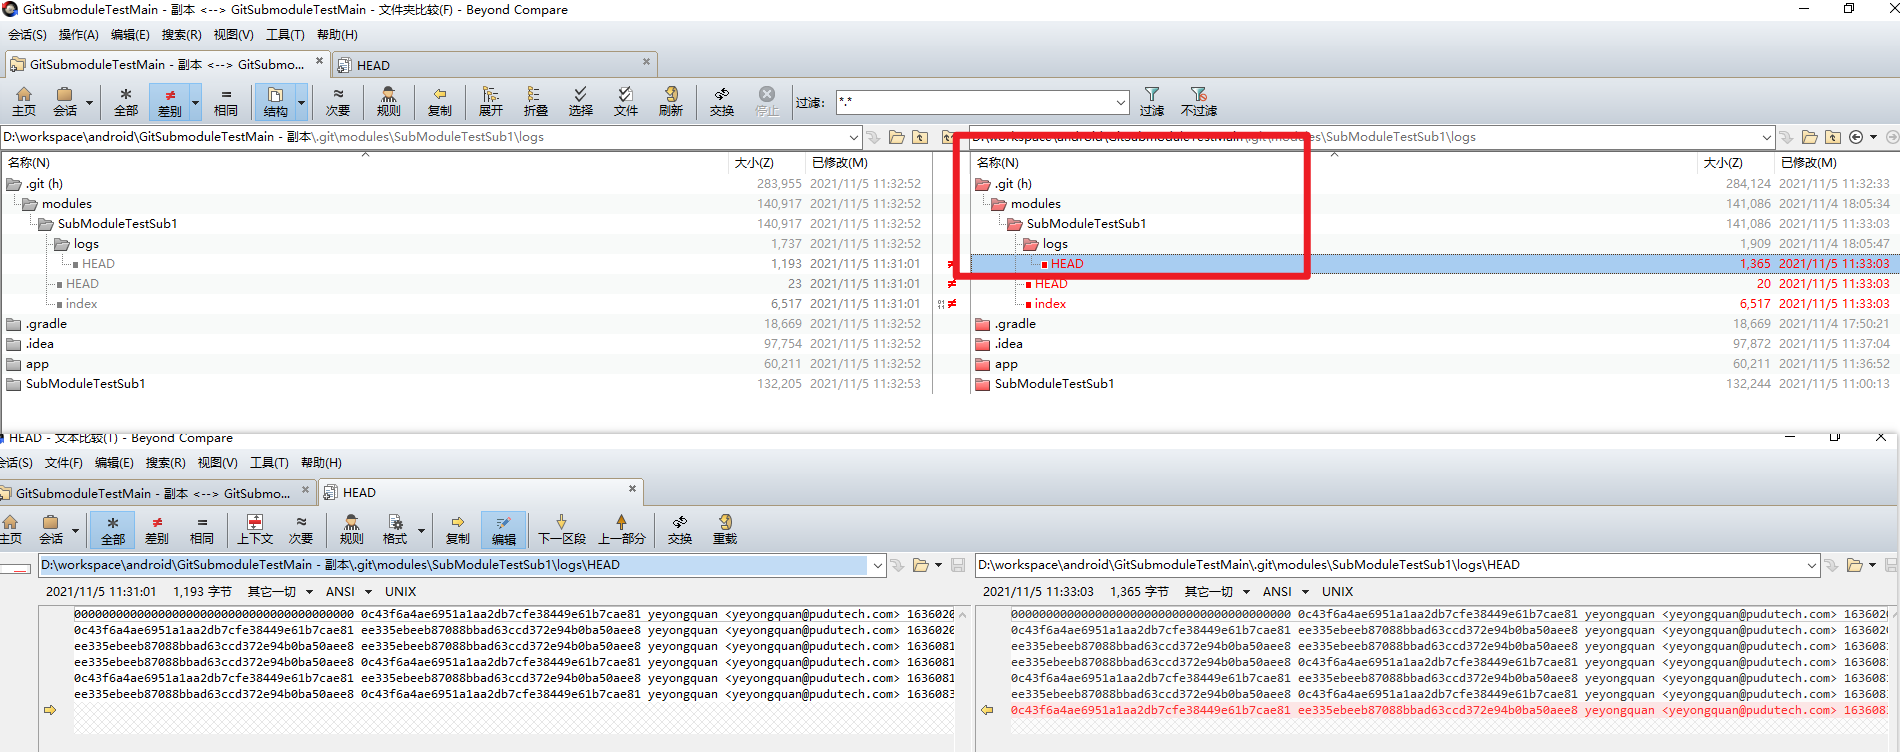 GitSubmoduleTestMain - 副本 <--> GitSubmoduleTestMain - 文件夹比较(F) - Beyond Compare
会话(S) 操作(A) 编辑(E) 搜索(R) 视图(V) 工具(T) 帮助(H)
GitSubmoduleTestMain - 副本 <--> GitSubmo... HEAD
主页 会话 全部 差别 相同 结构 次要 规则 复制 展开 折叠 选择 文件 刷新 交换 停止 过滤: *.* 过滤 不过滤
D:\workspace\android\GitSubmoduleTestMain - 副本\.git\modules\SubModuleTestSub1\logs D:\workspace\android\GitSubmoduleTestMain\.git\modules\SubModuleTestSub1\logs
名称(N) 大小(Z) 已修改(M) 名称(N) 大小(Z) 已修改(M)
.git (h) 283,955 2021/11/5 11:32:52 .git (h) 284,124 2021/11/5 11:32:33
modules 140,917 2021/11/5 11:32:52 modules 141,086 2021/11/4 18:05:34
SubModuleTestSub1 140,917 2021/11/5 11:32:52 SubModuleTestSub1 141,086 2021/11/5 11:33:03
logs 1,737 2021/11/5 11:32:52 logs 1,909 2021/11/4 18:05:47
HEAD 1,193 2021/11/5 11:31:01 HEAD 1,365 2021/11/5 11:33:03
HEAD 23 2021/11/5 11:31:01 HEAD 20 2021/11/5 11:33:03
index 6,517 2021/11/5 11:31:01 index 6,517 2021/11/5 11:33:03
.gradle 18,669 2021/11/5 11:32:52 .gradle 18,669 2021/11/4 17:50:21
.idea 97,754 2021/11/5 11:32:52 .idea 97,872 2021/11/5 11:37:04
app 60,211 2021/11/5 11:32:52 app 60,211 2021/11/5 11:36:52
SubModuleTestSub1 132,205 2021/11/5 11:32:53 SubModuleTestSub1 132,244 2021/11/5 11:00:13
HEAD - 文本比较(T) - Beyond Compare
会话(S) 文件(F) 编辑(E) 搜索(R) 视图(V) 工具(T) 帮助(H)
GitSubmoduleTestMain - 副本 <--> GitSubmo... HEAD
主页 会话 全部 差别 相同 上下文 次要 规则 格式 复制 编辑 下一区段 上一部分 交换 重载
D:\workspace\android\GitSubmoduleTestMain - 副本\.git\modules\SubModuleTestSub1\logs\HEAD D:\workspace\android\GitSubmoduleTestMain\.git\modules\SubModuleTestSub1\logs\HEAD
2021/11/5 11:31:01 1,193 字节 其它一切 ANSI UNIX 2021/11/5 11:33:03 1,365 字节 其它一切 ANSI UNIX
0000000000000000000000000000000000000000 0c43f6a4ae6951a1aa2db7cfe38449e61b7cae81 yeyongquan <yeyongquan@pudutech.com> 1636020 0000000000000000000000000000000000000000 0c43f6a4ae6951a1aa2db7cfe38449e61b7cae81 yeyongquan <yeyongquan@pudutech.com> 1636020
0c43f6a4ae6951a1aa2db7cfe38449e61b7cae81 ee335ebeeb87088bbad63ccd372e94b0ba50aee8 yeyongquan <yeyongquan@pudutech.com> 1636020 0c43f6a4ae6951a1aa2db7cfe38449e61b7cae81 ee335ebeeb87088bbad63ccd372e94b0ba50aee8 yeyongquan <yeyongquan@pudutech.com> 1636020
ee335ebeeb87088bbad63ccd372e94b0ba50aee8 0c43f6a4ae6951a1aa2db7cfe38449e61b7cae81 yeyongquan <yeyongquan@pudutech.com> 1636081 ee335ebeeb87088bbad63ccd372e94b0ba50aee8 0c43f6a4ae6951a1aa2db7cfe38449e61b7cae81 yeyongquan <yeyongquan@pudutech.com> 163608
ee335ebeeb87088bbad63ccd372e94b0ba50aee8 0c43f6a4ae6951a1aa2db7cfe38449e61b7cae81 yeyongquan <yeyongquan@pudutech.com> 1636081 ee335ebeeb87088bbad63ccd372e94b0ba50aee8 0c43f6a4ae6951a1aa2db7cfe38449e61b7cae81 yeyongquan <yeyongquan@pudutech.com> 163608
0c43f6a4ae6951a1aa2db7cfe38449e61b7cae81 ee335ebeeb87088bbad63ccd372e94b0ba50aee8 yeyongquan <yeyongquan@pudutech.com> 1636081 0c43f6a4ae6951a1aa2db7cfe38449e61b7cae81 ee335ebeeb87088bbad63ccd372e94b0ba50aee8 yeyongquan <yeyongquan@pudutech.com> 163608
ee335ebeeb87088bbad63ccd372e94b0ba50aee8 0c43f6a4ae6951a1aa2db7cfe38449e61b7cae81 yeyongquan <yeyongquan@pudutech.com> 1636083 ee335ebeeb87088bbad63ccd372e94b0ba50aee8 0c43f6a4ae6951a1aa2db7cfe38449e61b7cae81 yeyongquan <yeyongquan@pudutech.com> 163608
0c43f6a4ae6951a1aa2db7cfe38449e61b7cae81 ee335ebeeb87088bbad63ccd372e94b0ba50aee8 yeyongquan <yeyongquan@pudutech.com> 163608